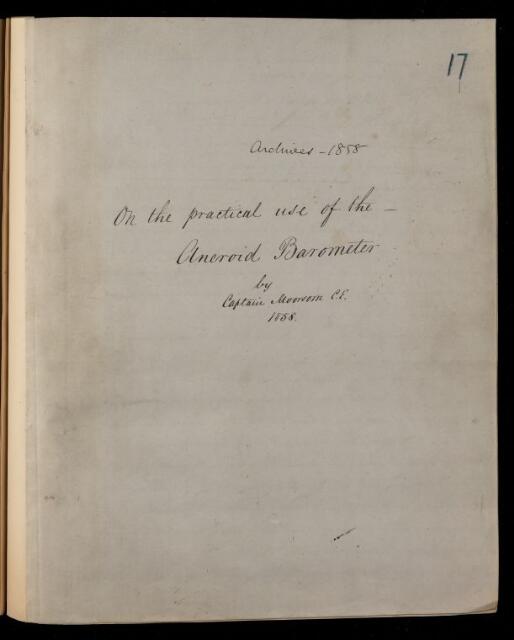 17
Archives - 1858
On the practical use of the -
Aneroid Barometer
by
Captain Moorsom C.E.
1858.